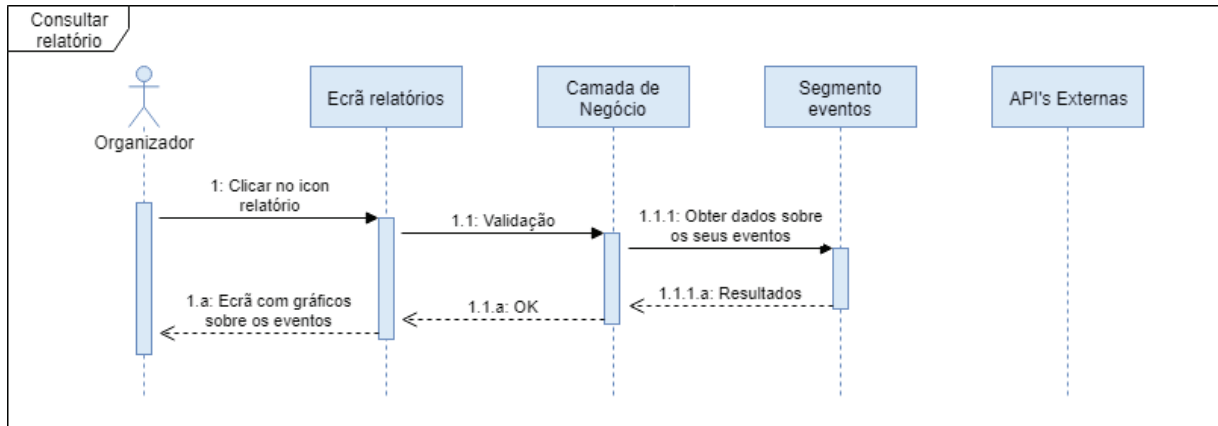 Consultar
relatório
Organizador
Ecrã relatórios
Camada de
Negócio
Segmento
eventos
API's Externas
1: Clicar no icon
relatório
1.1: Validação
1.1.1: Obter dados sobre
os seus eventos
1.1.1.a: Resultados
1.1.a: OK
1.a: Ecrã com gráficos
sobre os eventos